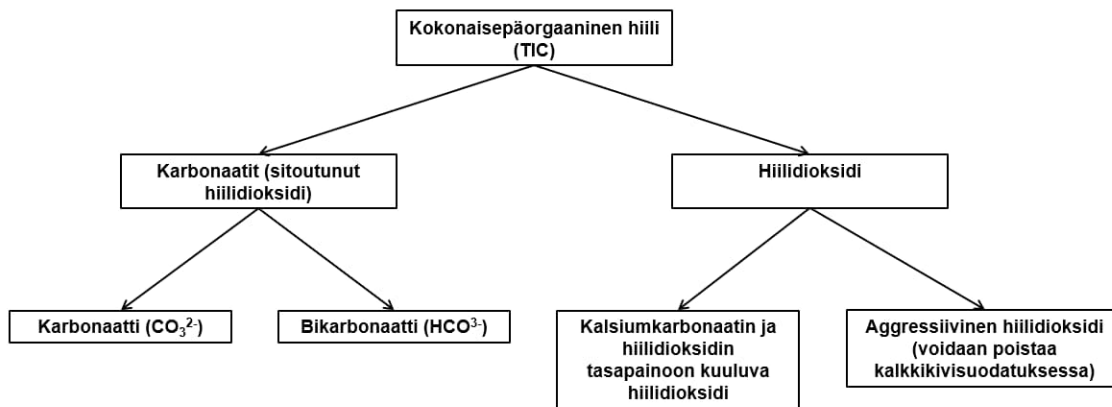 Kokonaisepäorgaaninen hiili
(TIC)
Karbonaatit (sitoutunut
hiilidioksidi)
Hiilidioksidi
Karbonaatti (CO₃²⁻)
Bikarbonaatti (HCO³⁻)
Kalsiumkarbonaatin ja
hiilidioksidin
tasapainoon kuuluva
hiilidioksidi
Aggressiivinen hiilidioksidi
(voidaan poistaa
kalkkikivisuodatuksessa)